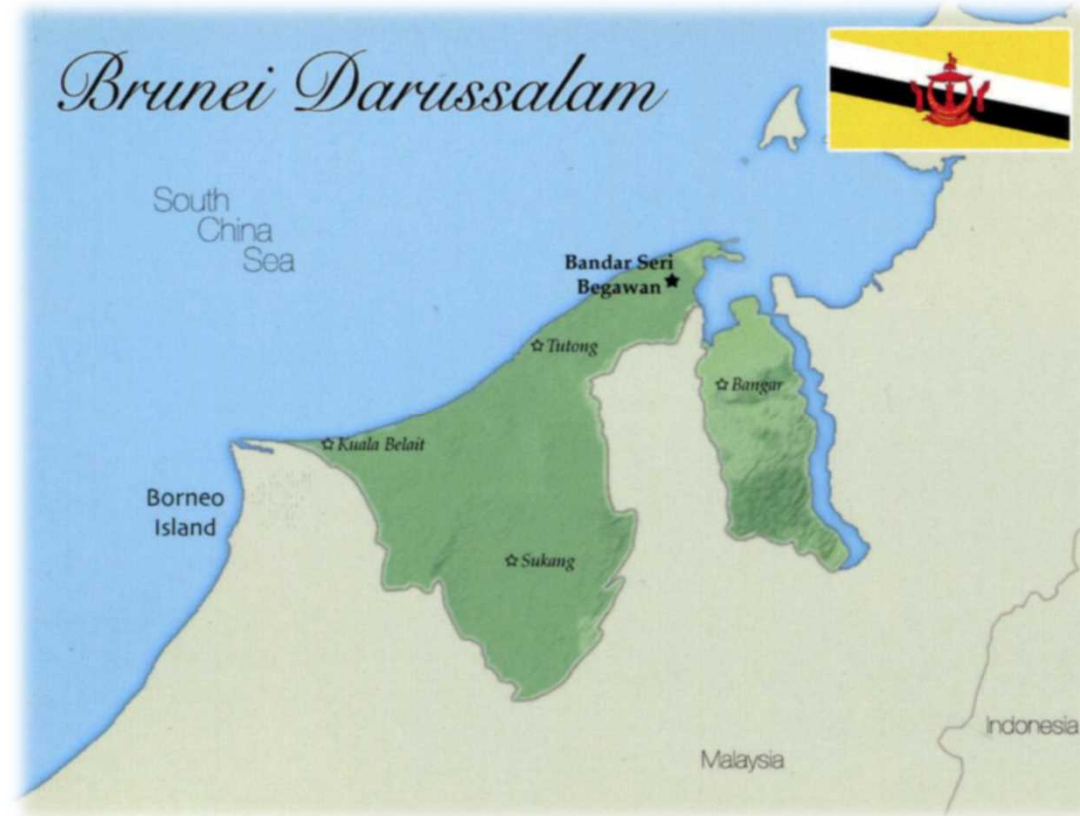 Brunei Darussalam
South
China
Sea
Bandar Seri
Begawan
Tutong
Bangar
Kuala Belait
Borneo
Island
Sukang
Indonesia
Malaysia